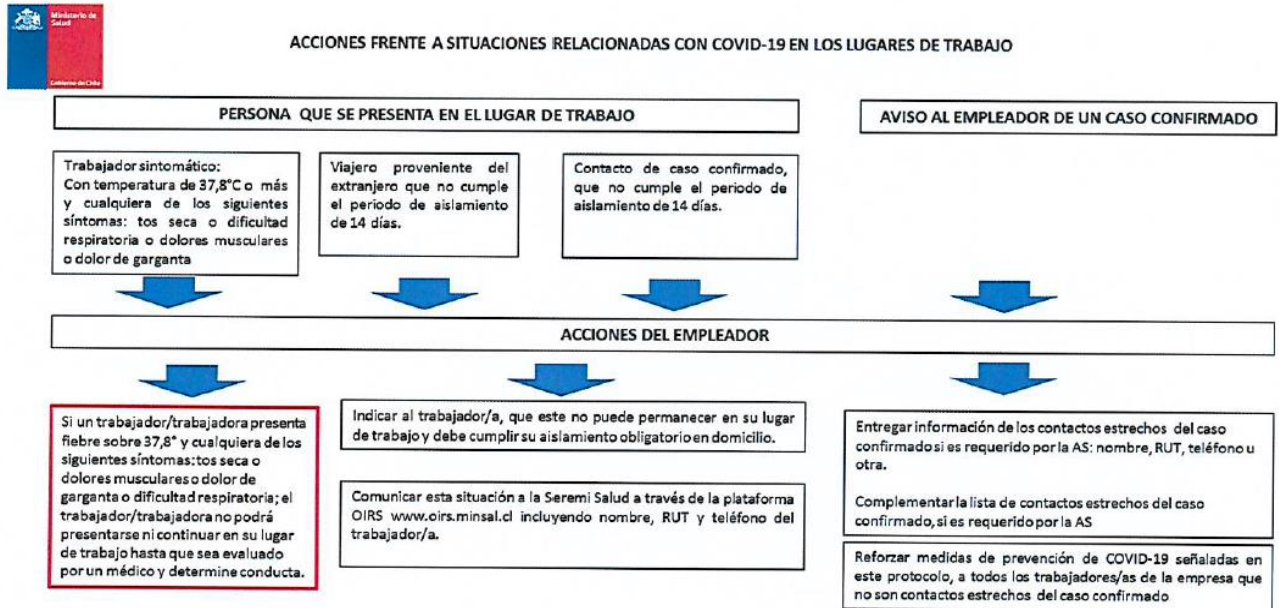 Ministerio de
Salud
Gobierno de Chile
ACCIONES FRENTE A SITUACIONES RELACIONADAS CON COVID-19 EN LOS LUGARES DE TRABAJO
PERSONA QUE SE PRESENTA EN EL LUGAR DE TRABAJO
AVISO AL EMPLEADOR DE UN CASO CONFIRMADO
Trabajador sintomático:
Con temperatura de 37,8°C o más
y cualquiera de los siguientes
síntomas: tos seca o dificultad
respiratoria o dolores musculares
o dolor de garganta
Viajero proveniente del
extranjero que no cumple
el periodo de aislamiento
de 14 días.
Contacto de caso confirmado,
que no cumple el periodo de
aislamiento de 14 días.
ACCIONES DEL EMPLEADOR
Si un trabajador/trabajadora presenta
fiebre sobre 37,8° y cualquiera de los
siguientes síntomas: tos seca o
dolores musculares o dolor de
garganta o dificultad respiratoria; el
trabajador/trabajadora no podrá
presentarse ni continuar en su lugar
de trabajo hasta que sea evaluado
por un médico y determine conducta.
Indicar al trabajador/a, que este no puede permanecer en su lugar
de trabajo y debe cumplir su aislamiento obligatorio en domicilio.
Comunicar esta situación a la Seremi Salud a través de la plataforma
OIRS www.oirs.minsal.cl incluyendo nombre, RUT y teléfono del
trabajador/a.
Entregar información de los contactos estrechos del caso
confirmado si es requerido por la AS: nombre, RUT, teléfono u
otra.
Complementar la lista de contactos estrechos del caso
confirmado, si es requerido por la AS
Reforzar medidas de prevención de COVID-19 señaladas en
este protocolo, a todos los trabajadores/as de la empresa que
no son contactos estrechos del caso confirmado